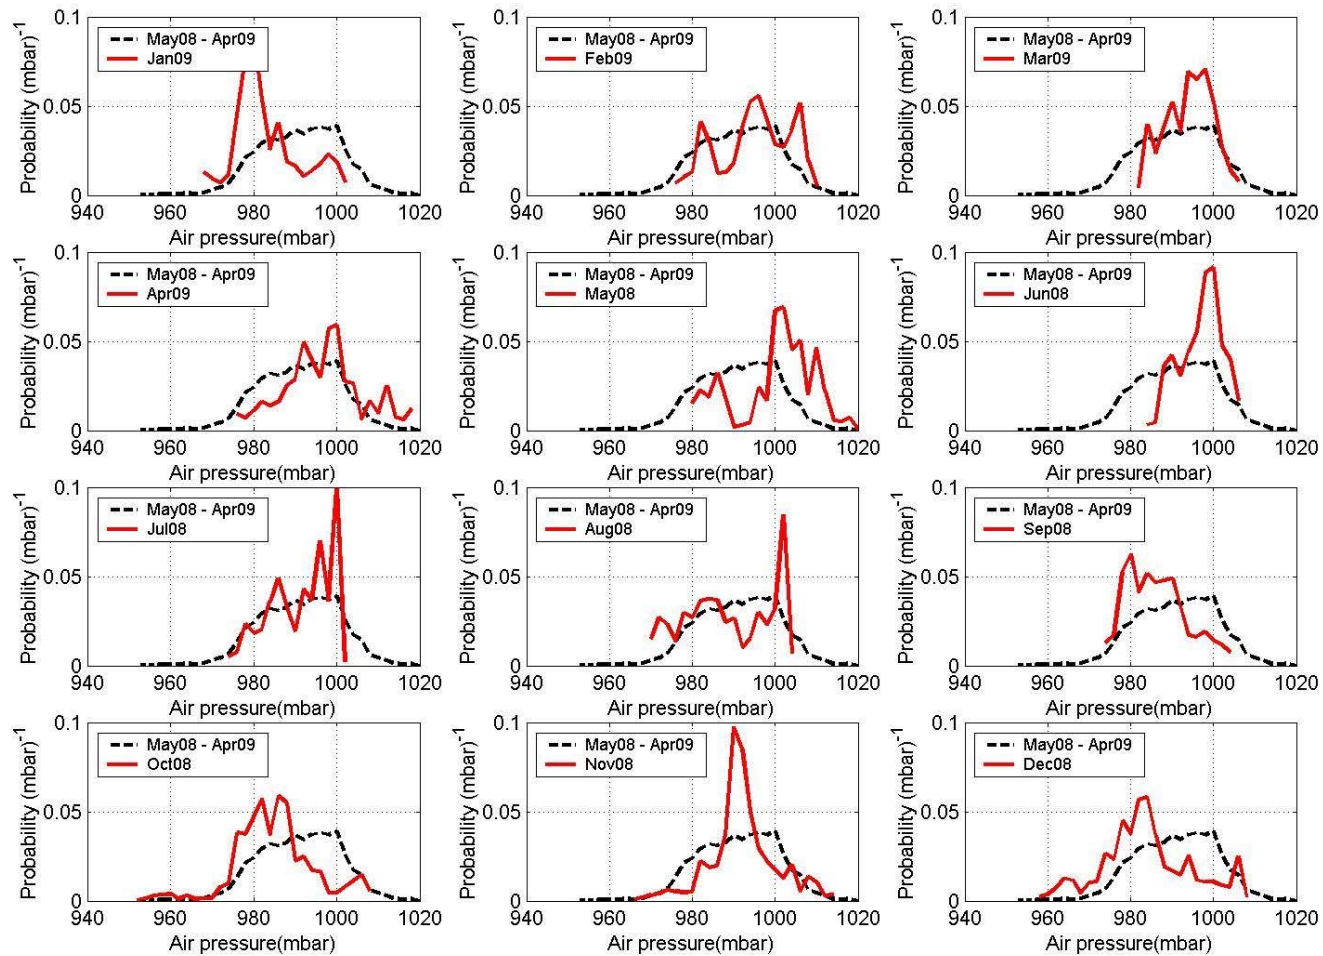 0.1 0.1 0.1
May08 - Apr09 May08 - Apr09 May08 - Apr09
Jan09 Feb09 Mar09
Probability (mbar)⁻¹ Probability (mbar)⁻¹ Probability (mbar)⁻¹
0.05 0.05 0.05
0 0 0
940 960 980 1000 1020 940 960 980 1000 1020 940 960 980 1000 1020
Air pressure(mbar) Air pressure(mbar) Air pressure(mbar)
0.1 0.1 0.1
May08 - Apr09 May08 - Apr09 May08 - Apr09
Apr09 May08 Jun08
Probability (mbar)⁻¹ Probability (mbar)⁻¹ Probability (mbar)⁻¹
0.05 0.05 0.05
0 0 0
940 960 980 1000 1020 940 960 980 1000 1020 940 960 980 1000 1020
Air pressure(mbar) Air pressure(mbar) Air pressure(mbar)
0.1 0.1 0.1
May08 - Apr09 May08 - Apr09 May08 - Apr09
Jul08 Aug08 Sep08
Probability (mbar)⁻¹ Probability (mbar)⁻¹ Probability (mbar)⁻¹
0.05 0.05 0.05
0 0 0
940 960 980 1000 1020 940 960 980 1000 1020 940 960 980 1000 1020
Air pressure(mbar) Air pressure(mbar) Air pressure(mbar)
0.1 0.1 0.1
May08 - Apr09 May08 - Apr09 May08 - Apr09
Oct08 Nov08 Dec08
Probability (mbar)⁻¹ Probability (mbar)⁻¹ Probability (mbar)⁻¹
0.05 0.05 0.05
0 0 0
940 960 980 1000 1020 940 960 980 1000 1020 940 960 980 1000 1020
Air pressure(mbar) Air pressure(mbar) Air pressure(mbar)